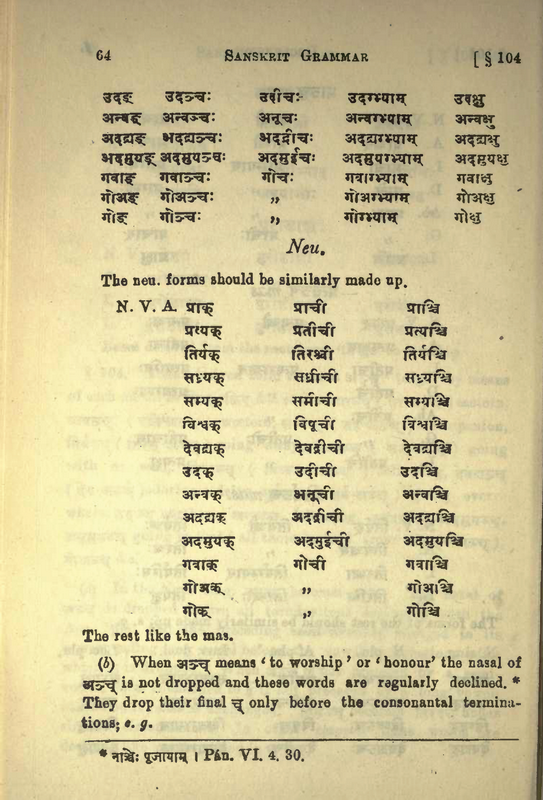 64 SANSKRIT GRAMMAR [ § 104
उदङ् उदञ्चः उदीचः उदग्भ्याम् उदक्षु
अन्वङ् अन्वञ्चः अनूचः अन्वग्भ्याम् अन्वक्षु
अदद्र्यङ् अदद्र्यञ्चः अदद्रीचः अदद्र्यग्भ्याम् अदद्र्यक्षु
अदमुयङ् अदमुयञ्चः अदमुईचः अदमुयग्भ्याम् अदमुयक्षु
गवाङ् गवाञ्चः गोचः गवाग्भ्याम् गवाक्षु
गोअङ् गोअञ्चः „ गोअग्भ्याम् गोअक्षु
गोङ् गोञ्चः „ गोग्भ्याम् गोक्षु
Neu.
The neu. forms should be similarly made up.
N. V. A. प्राक् प्राची प्राञ्चि
प्रत्यक् प्रतीची प्रत्यञ्चि
तिर्यक् तिरश्ची तिर्यञ्चि
सध्र्यक् सध्रीची सध्र्यञ्चि
सम्यक् समीची सम्यञ्चि
विश्वक् विषूची विश्वञ्चि
देवद्र्यक् देवद्रीची देवद्र्यञ्चि
उदक् उदीची उदञ्चि
अन्वक् अनूची अन्वञ्चि
अदद्र्यक् अदद्रीची अदद्र्यञ्चि
अदमुयक् अदमुईची अदमुयञ्चि
गवाक् गोची गवाञ्चि
गोअक् „ गोअञ्चि
गोक् „ गोञ्चि
The rest like the mas.
(b) When अञ्च् means ‘to worship’ or ‘honour’ the nasal of
अञ्च् is not dropped and these words are regularly declined. *
They drop their final च् only before the consonantal termina-
tions; e. g.
* नाञ्चेः पूजायाम् । Pán. VI. 4. 30.